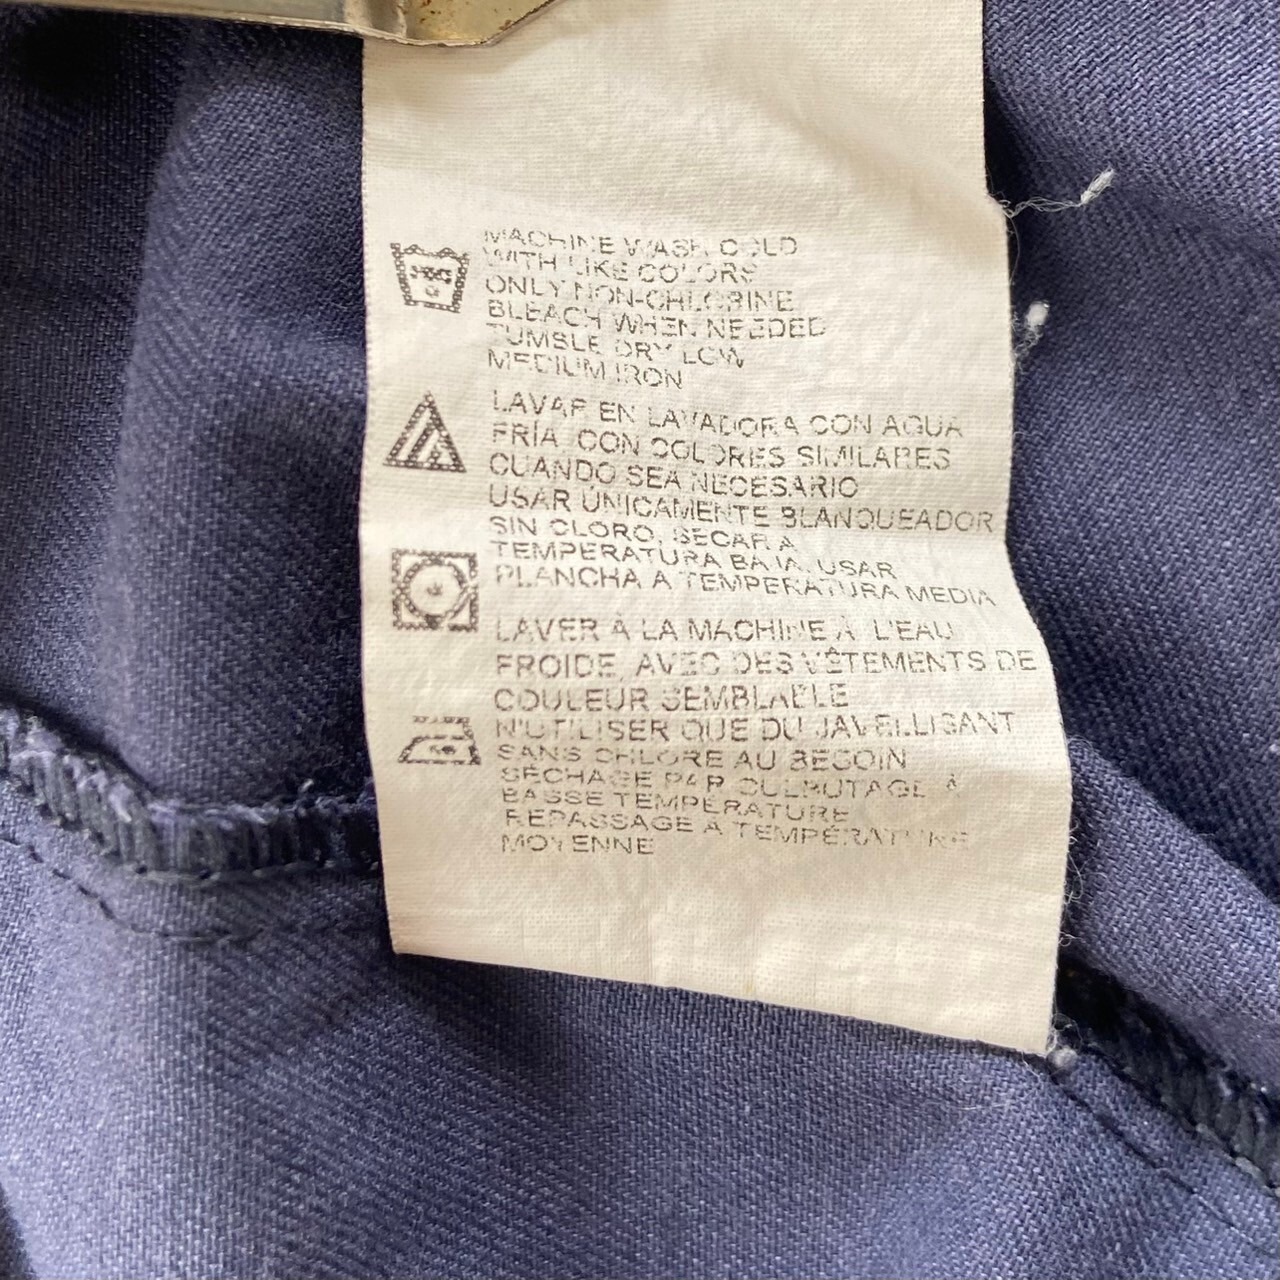 MACHINE WASH COLD
WITH LIKE COLORS
ONLY NON-CHLORINE
BLEACH WHEN NEEDED
TUMBLE DRY LOW
MEDIUM IRON
LAVAR EN LAVADORA CON AGUA
FRÍA CON COLORES SIMILARES
CUANDO SEA NECESARIO
USAR ÚNICAMENTE BLANQUEADOR
SIN CLORO, SECAR A
TEMPERATURA BAJA, USAR
PLANCHA A TEMPERATURA MEDIA
LAVER À LA MACHINE À L'EAU
FROIDE, AVEC DES VÊTEMENTS DE
COULEUR SEMBLABLE
N'UTILISER QUE DU JAVELLISANT
SANS CHLORE AU BESOIN
SÉCHAGE PAR CULBUTAGE À
BASSE TEMPÉRATURE
REPASSAGE À TEMPÉRATURE
MOYENNE